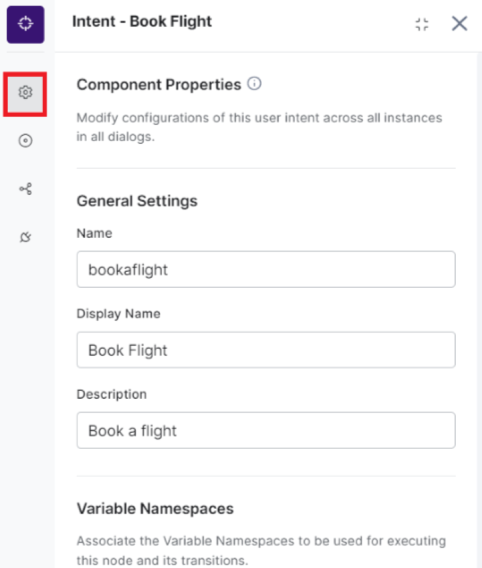 Intent - Book Flight
Component Properties
Modify configurations of this user intent across all instances
in all dialogs.
General Settings
Name
bookaflight
Display Name
Book Flight
Description
Book a flight
Variable Namespaces
Associate the Variable Namespaces to be used for executing
this node and its transitions.